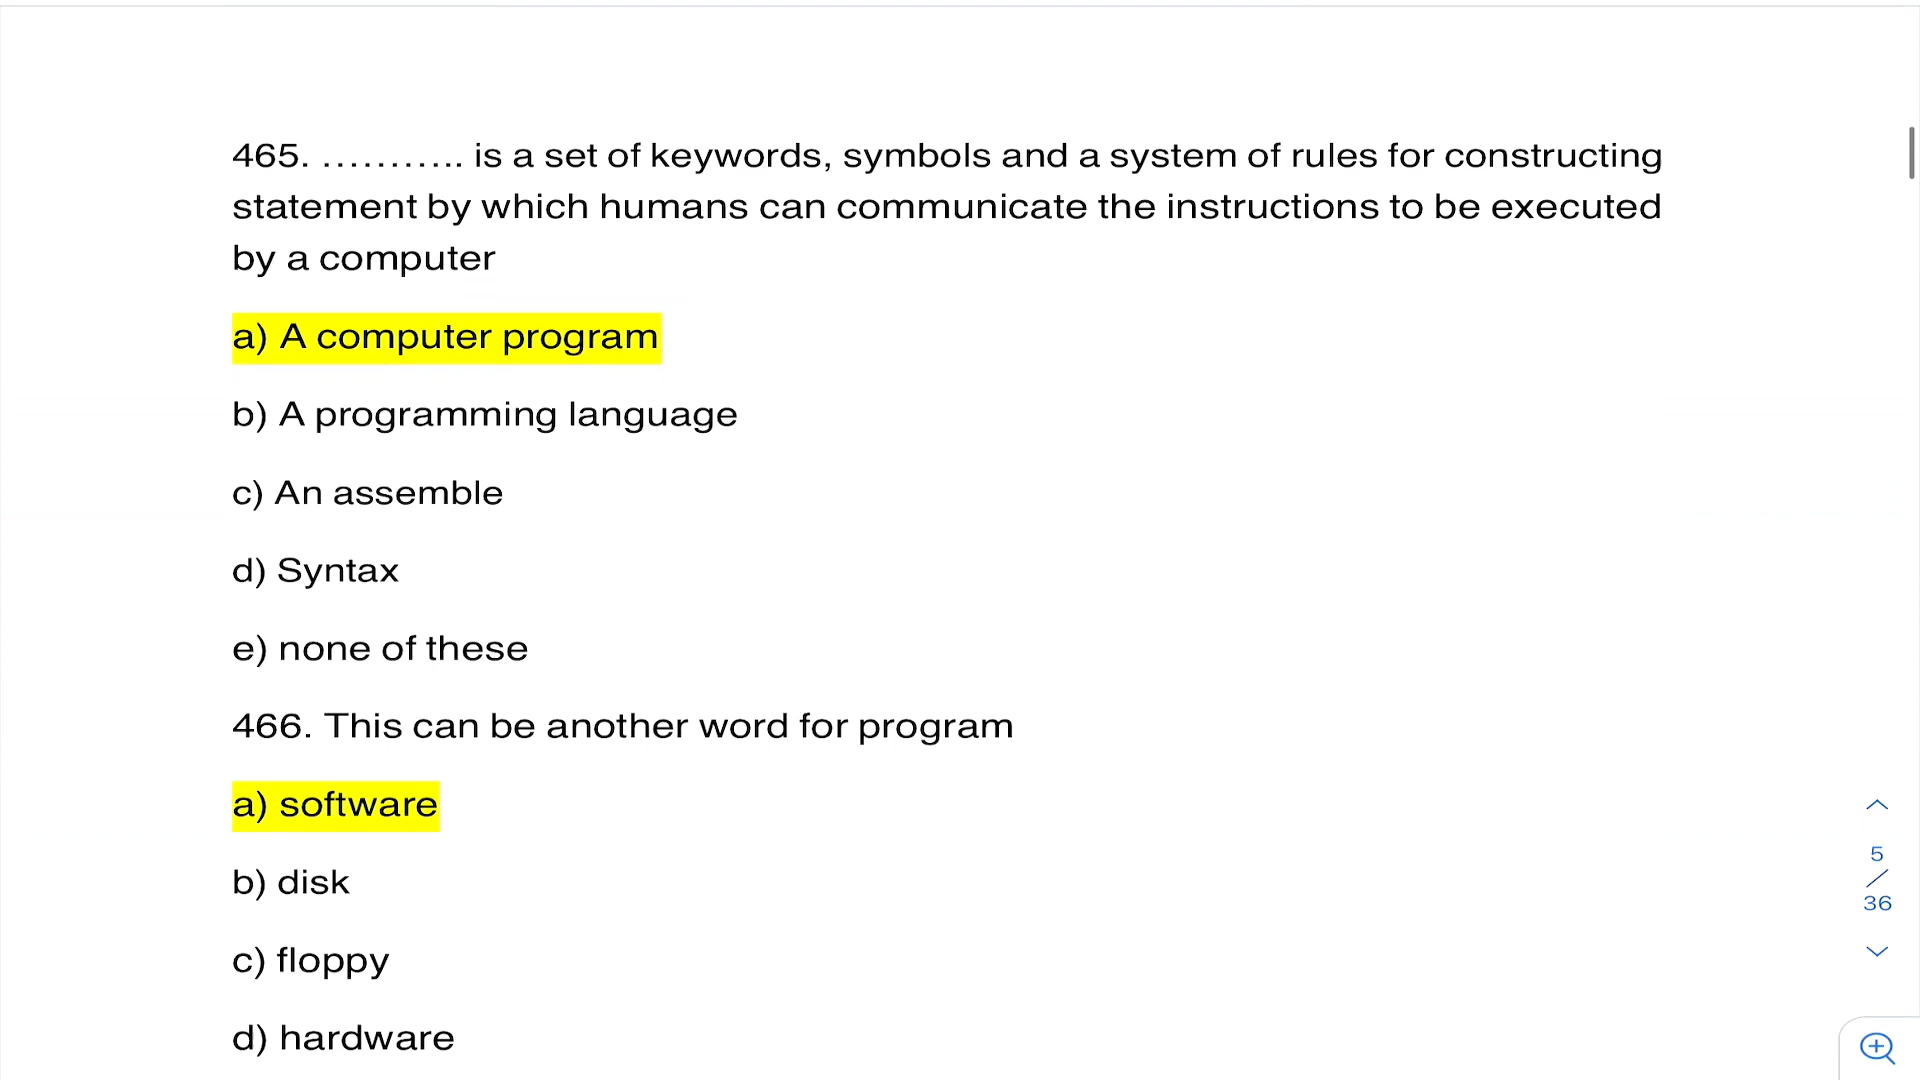 465. ........... is a set of keywords, symbols and a system of rules for constructing
statement by which humans can communicate the instructions to be executed
by a computer
a) A computer program
b) A programming language
c) An assemble
d) Syntax
e) none of these
466. This can be another word for program
a) software
b) disk
c) floppy
d) hardware
5
/
36